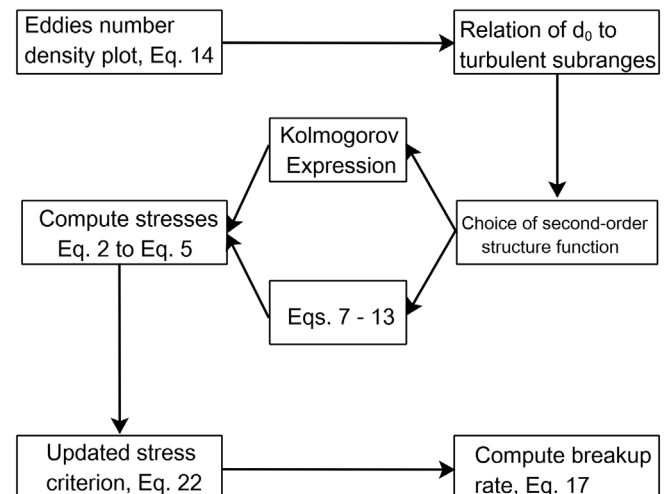 Eddies number
density plot, Eq. 14
Relation of d₀ to
turbulent subranges
Kolmogorov
Expression
Choice of second-order
structure function
Compute stresses
Eq. 2 to Eq. 5
Eqs. 7 - 13
Updated stress
criterion, Eq. 22
Compute breakup
rate, Eq. 17